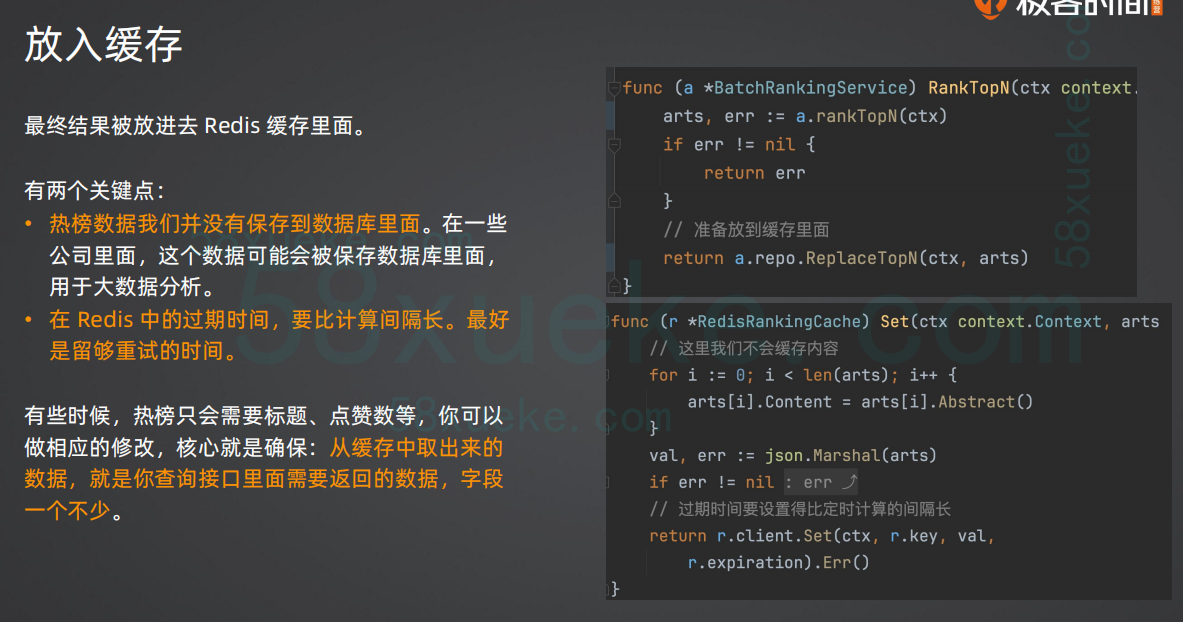 极客时间
放入缓存
最终结果被放进去 Redis 缓存里面。
有两个关键点：
• 热榜数据我们并没有保存到数据库里面。在一些
公司里面，这个数据可能会被保存数据库里面，
用于大数据分析。
• 在 Redis 中的过期时间，要比计算间隔长。最好
是留够重试的时间。
有些时候，热榜只会需要标题、点赞数等，你可以
做相应的修改，核心就是确保：从缓存中取出来的
数据，就是你查询接口里面需要返回的数据，字段
一个不少。
func (a *BatchRankingService) RankTopN(ctx context.
arts, err := a.rankTopN(ctx)
if err != nil {
return err
}
// 准备放到缓存里面
return a.repo.ReplaceTopN(ctx, arts)
}
func (r *RedisRankingCache) Set(ctx context.Context, arts
// 这里我们不会缓存内容
for i := 0; i < len(arts); i++ {
arts[i].Content = arts[i].Abstract()
}
val, err := json.Marshal(arts)
if err != nil : err ⤴
// 过期时间要设置得比定时计算的间隔长
return r.client.Set(ctx, r.key, val,
r.expiration).Err()
}
58xueke.com
58xueke.com
58xueke.com
58xueke.com